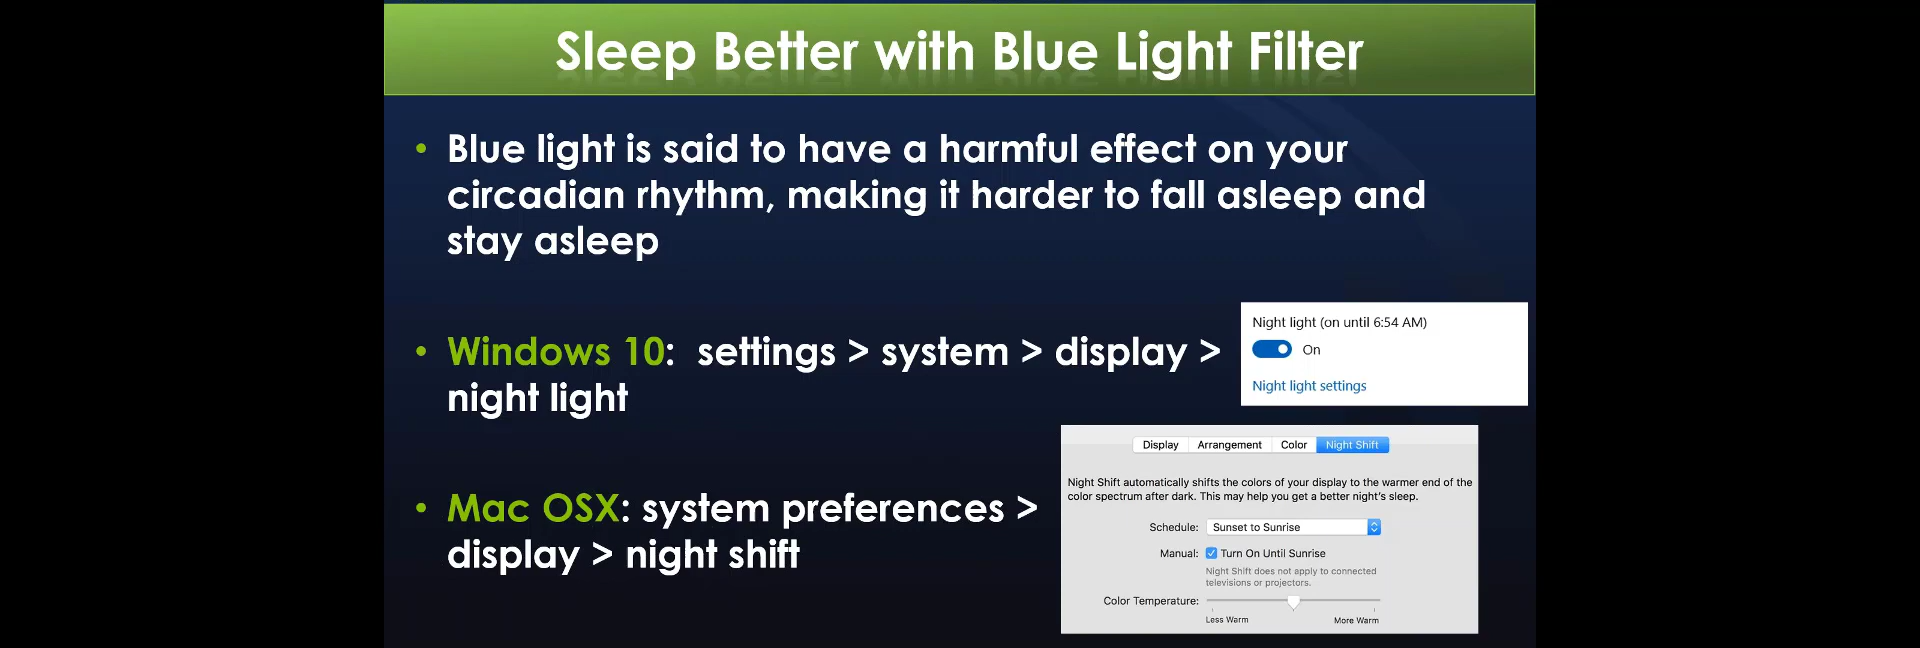 Sleep Better with Blue Light Filter
• Blue light is said to have a harmful effect on your
circadian rhythm, making it harder to fall asleep and
stay asleep
• Windows 10: settings > system > display >
night light
Night light (on until 6:54 AM)
On
Night light settings
• Mac OSX: system preferences >
display > night shift
Display Arrangement Color Night Shift
Night Shift automatically shifts the colors of your display to the warmer end of the
color spectrum after dark. This may help you get a better night's sleep.
Schedule: Sunset to Sunrise
Manual: Turn On Until Sunrise
Night Shift does not apply to connected
televisions or projectors.
Color Temperature:
Less Warm More Warm